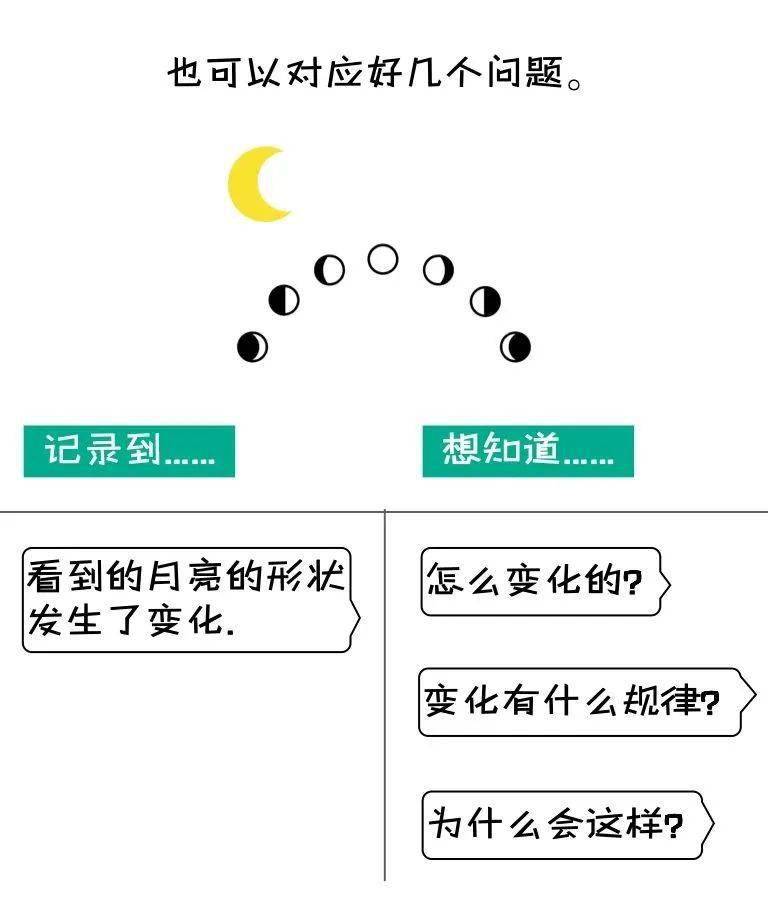 也可以对应好几个问题。
记录到……
想知道……
看到的月亮的形状
发生了变化.
怎么变化的?
变化有什么规律?
为什么会这样?